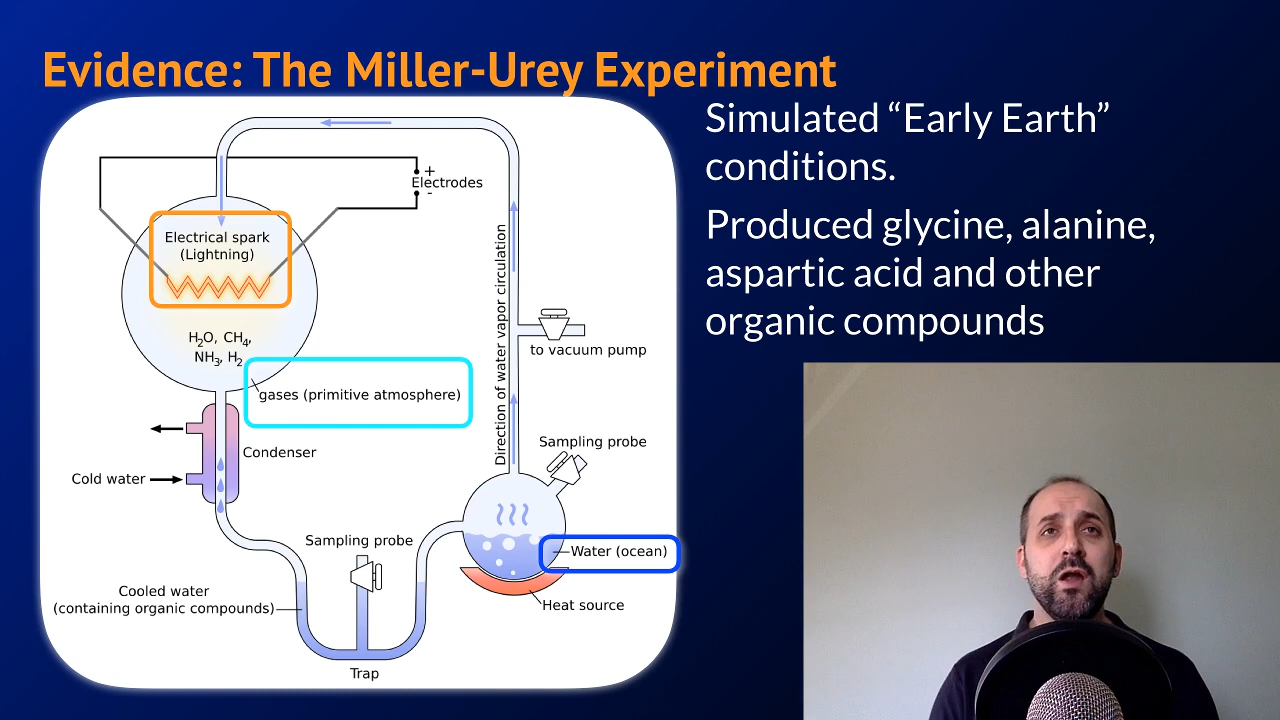 Evidence: The Miller-Urey Experiment
Simulated “Early Earth”
conditions.
Produced glycine, alanine,
aspartic acid and other
organic compounds
+
Electrodes
-
Electrical spark
(Lightning)
H2O, CH4,
NH3, H2
gases (primitive atmosphere)
Direction of water vapor circulation
to vacuum pump
Condenser
Cold water
Sampling probe
Sampling probe
Water (ocean)
Cooled water
(containing organic compounds)
Heat source
Trap